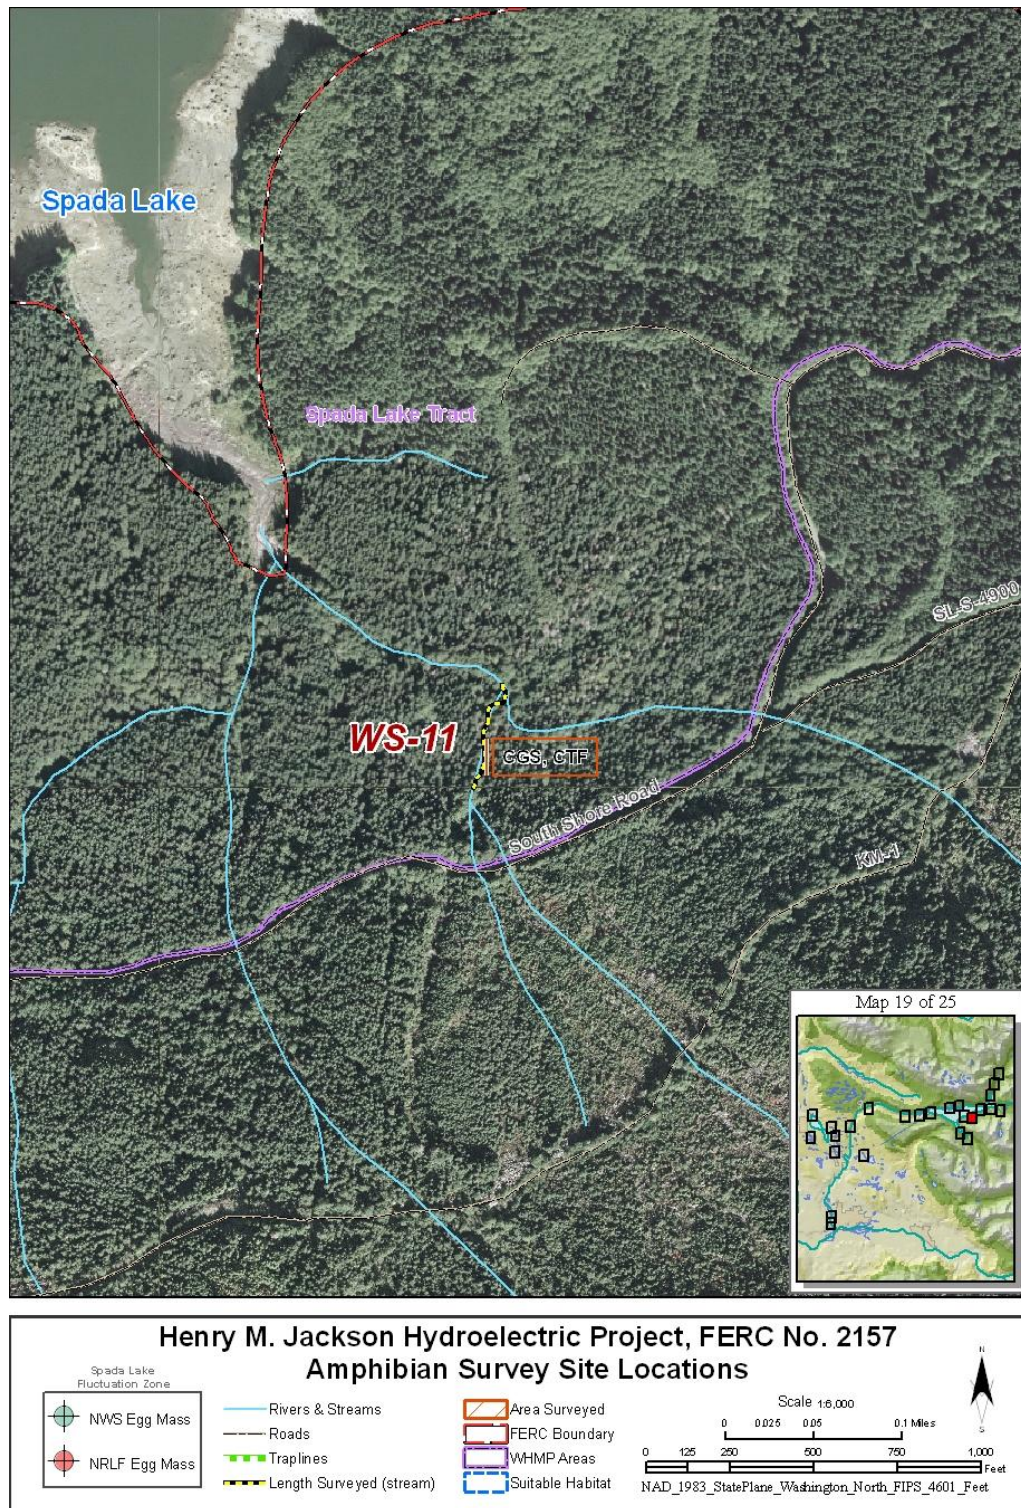 Spada Lake
Spada Lake Tract
SL-S-4900
WS-11
CGS, CTF
South Shore Road
KM-1
Map 19 of 25
Henry M. Jackson Hydroelectric Project, FERC No. 2157
Amphibian Survey Site Locations
Spada Lake
Fluctuation Zone
NWS Egg Mass
NRLF Egg Mass
Rivers & Streams
Roads
Traplines
Length Surveyed (stream)
Area Surveyed
FERC Boundary
WHMP Areas
Suitable Habitat
N
S
Scale 1:6,000
0 0.025 0.05 0.1 Miles
0 125 250 500 750 1,000
Feet
NAD_1983_StatePlane_Washington_North_FIPS_4601_Feet